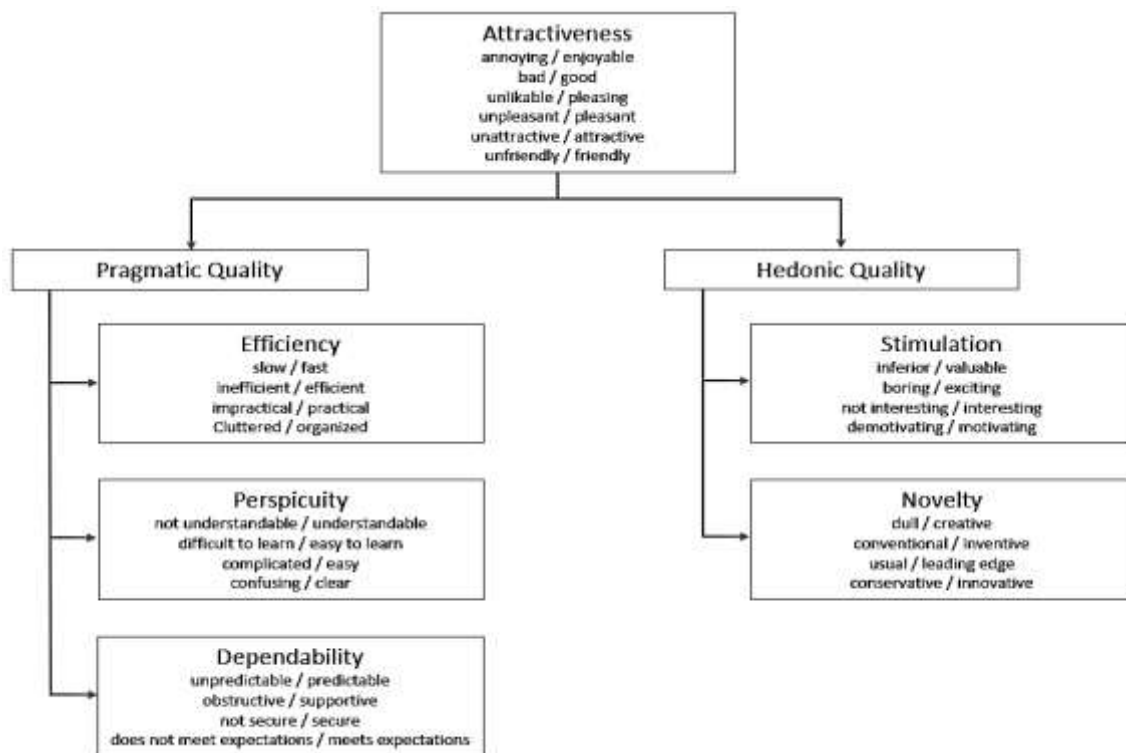 Attractiveness
annoying / enjoyable
bad / good
unlikable / pleasing
unpleasant / pleasant
unattractive / attractive
unfriendly / friendly
Pragmatic Quality
Efficiency
slow / fast
inefficient / efficient
impractical / practical
Cluttered / organized
Perspicuity
not understandable / understandable
difficult to learn / easy to learn
complicated / easy
confusing / clear
Dependability
unpredictable / predictable
obstructive / supportive
not secure / secure
does not meet expectations / meets expectations
Hedonic Quality
Stimulation
inferior / valuable
boring / exciting
not interesting / interesting
demotivating / motivating
Novelty
dull / creative
conventional / inventive
usual / leading edge
conservative / innovative